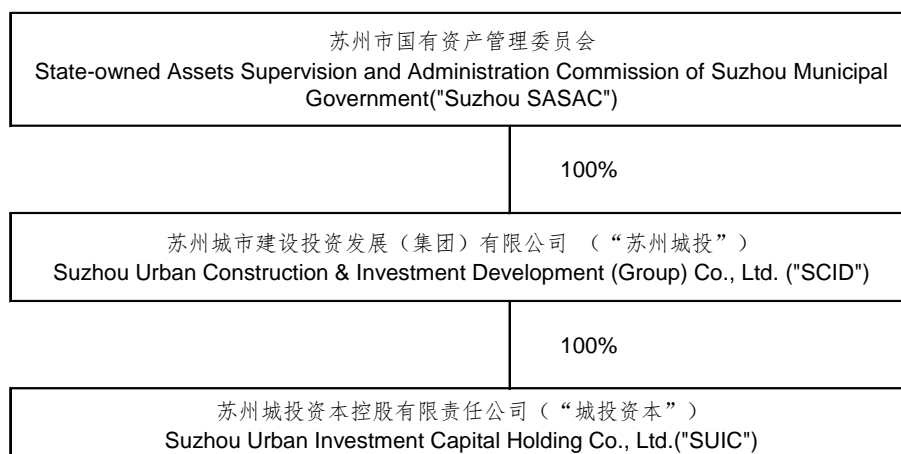 苏州市国有资产管理委员会
State-owned Assets Supervision and Administration Commission of Suzhou Municipal
Government("Suzhou SASAC")
100%
苏州城市建设投资发展（集团）有限公司 （“苏州城投”）
Suzhou Urban Construction & Investment Development (Group) Co., Ltd. ("SCID")
100%
苏州城投资本控股有限责任公司（“城投资本”）
Suzhou Urban Investment Capital Holding Co., Ltd.("SUIC")